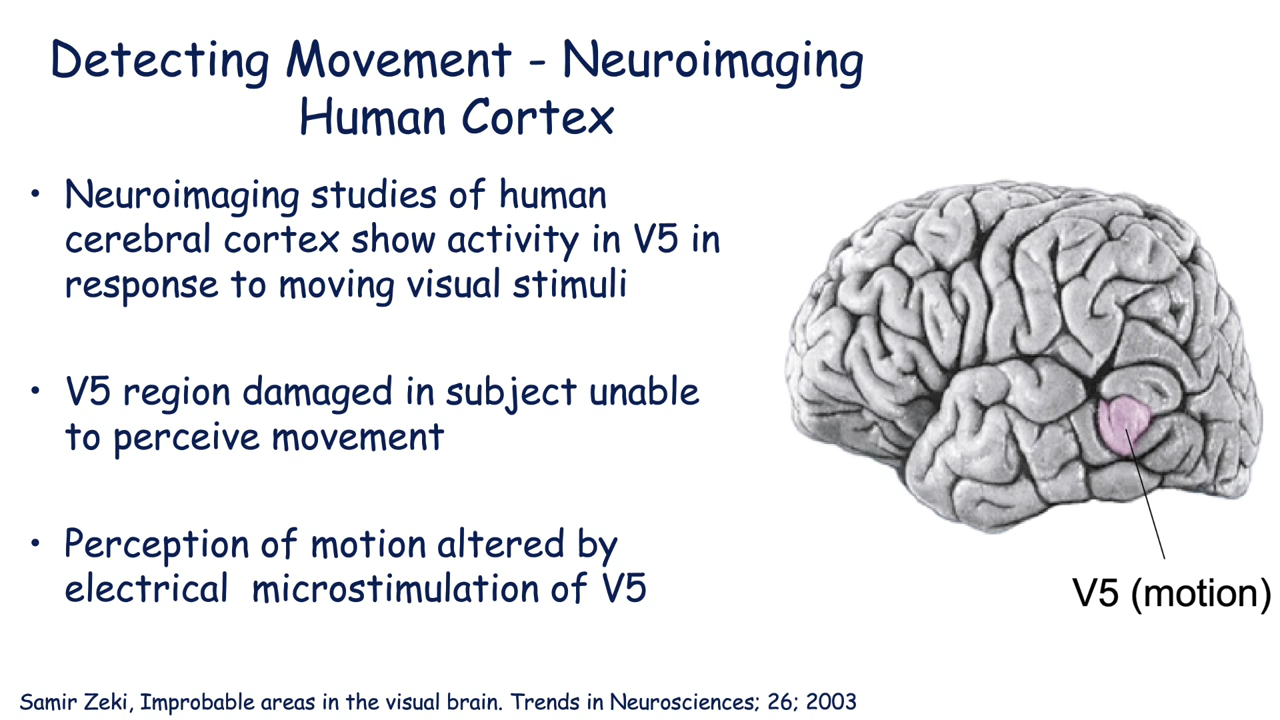 Detecting Movement - Neuroimaging
Human Cortex
• Neuroimaging studies of human
cerebral cortex show activity in V5 in
response to moving visual stimuli
• V5 region damaged in subject unable
to perceive movement
• Perception of motion altered by
electrical  microstimulation of V5
V5 (motion)
Samir Zeki, Improbable areas in the visual brain. Trends in Neurosciences; 26; 2003